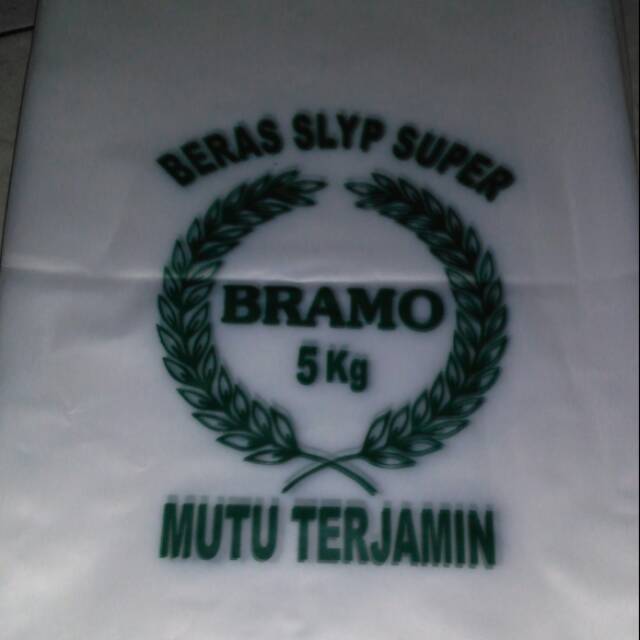 BERAS SLYP SUPER
BRAMO
5 Kg
MUTU TERJAMIN